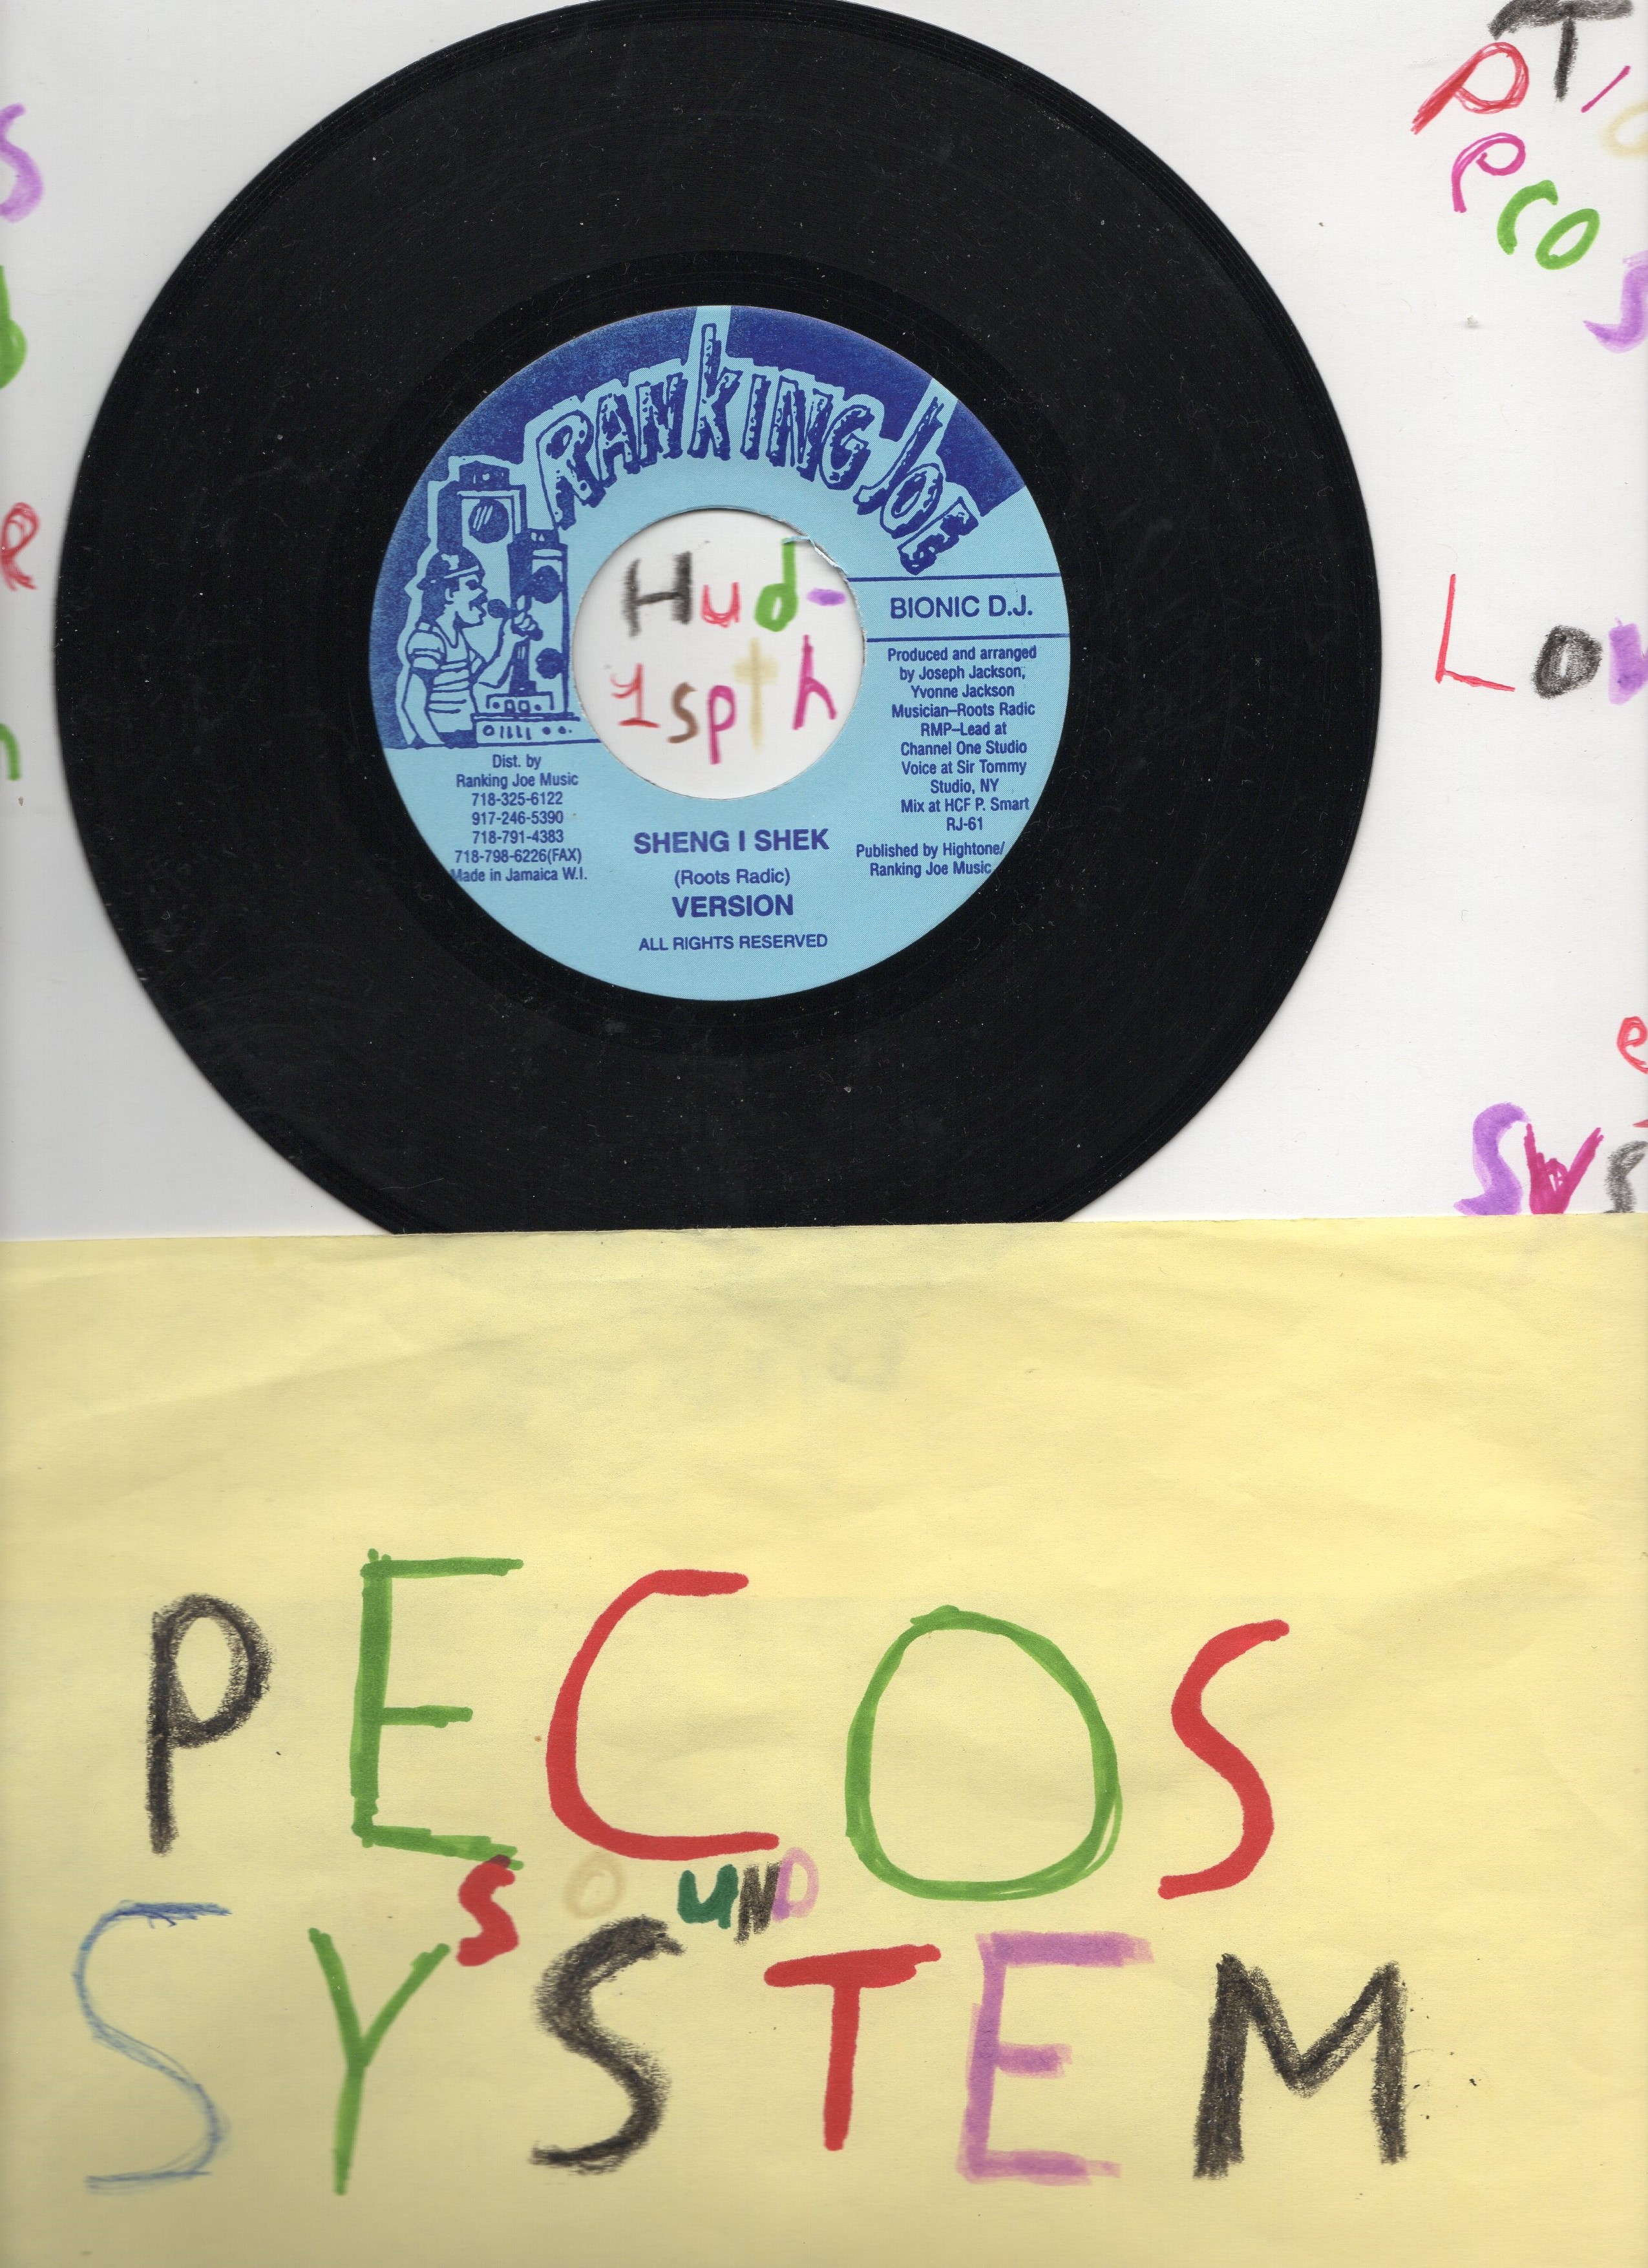 RANKING JOE
Hud-
1spth
BIONIC D.J.
Produced and arranged
by Joseph Jackson,
Yvonne Jackson
Musician–Roots Radic
RMP–Lead at
Channel One Studio
Voice at Sir Tommy
Studio, NY
Mix at HCF P. Smart
RJ-61
Published by Hightone/
Ranking Joe Music
Dist. by
Ranking Joe Music
718-325-6122
917-246-5390
718-791-4383
718-798-6226(FAX)
Made in Jamaica W.I.
SHENG I SHEK
(Roots Radic)
VERSION
ALL RIGHTS RESERVED
Pecos
PECOS
SOUND
SYSTEM